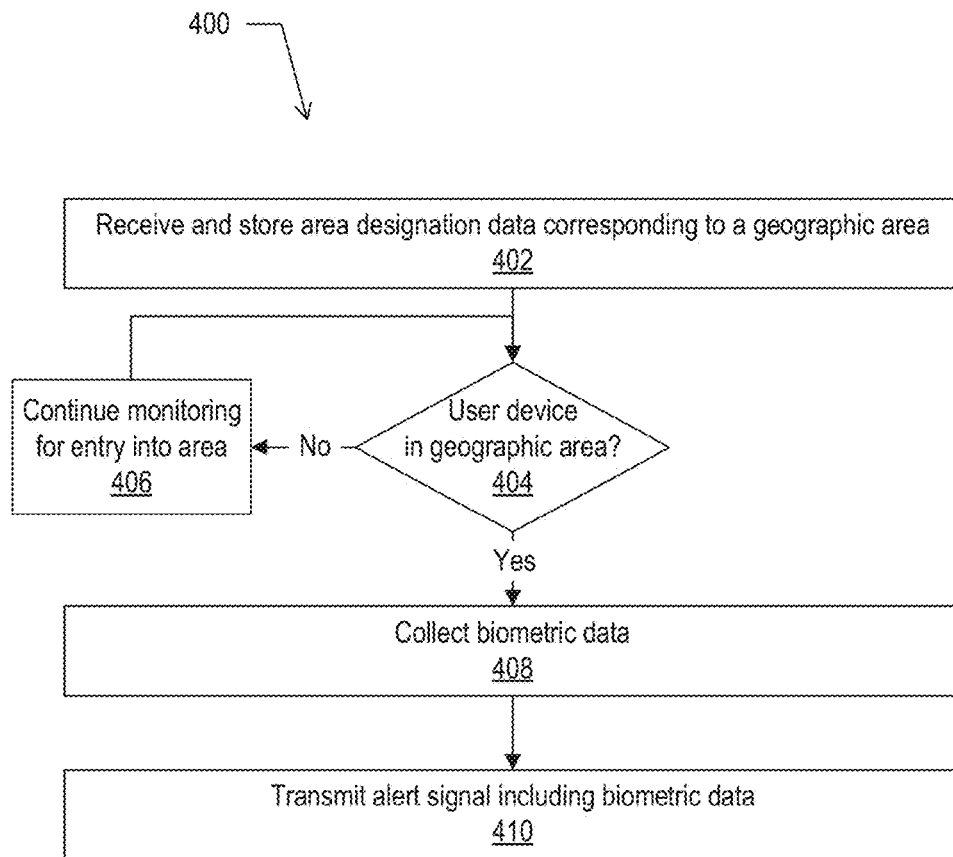 400
Receive and store area designation data corresponding to a geographic area
402
User device
in geographic area?
404
No
Continue monitoring
for entry into area
406
Yes
Collect biometric data
408
Transmit alert signal including biometric data
410